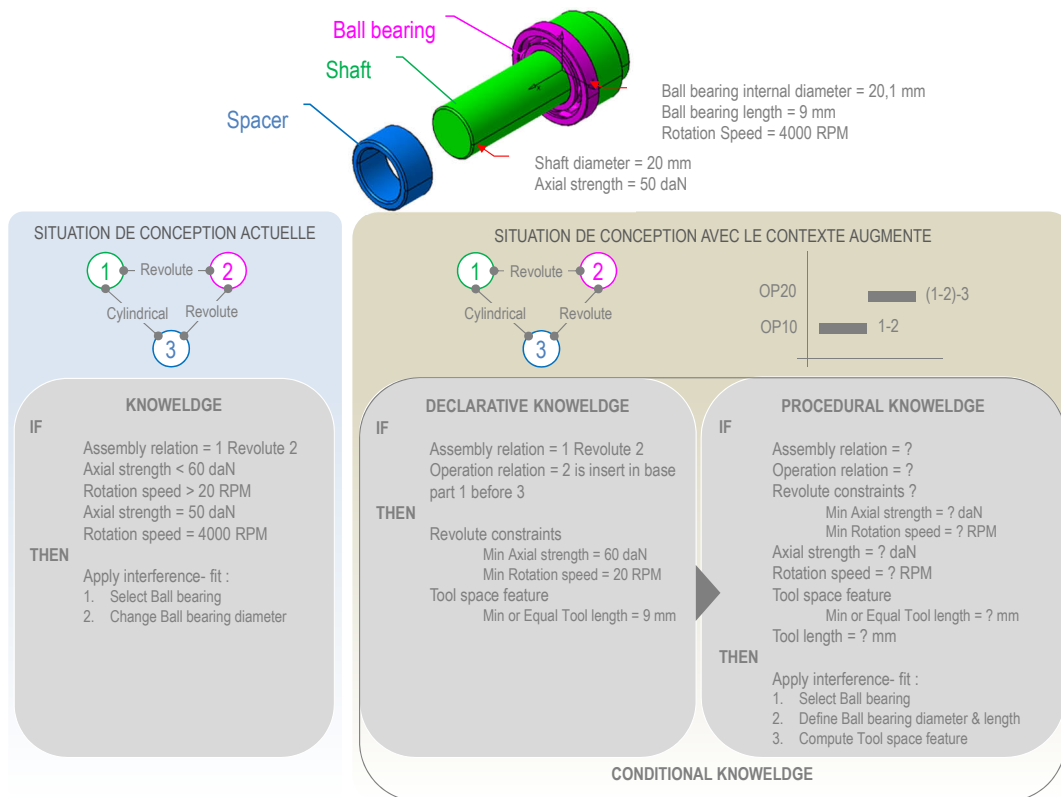 Ball bearing
Shaft
Spacer
Ball bearing internal diameter = 20,1 mm
Ball bearing length = 9 mm
Rotation Speed = 4000 RPM
Shaft diameter = 20 mm
Axial strength = 50 daN
SITUATION DE CONCEPTION ACTUELLE
1
Revolute
2
Cylindrical
Revolute
3
KNOWELDGE
IF
Assembly relation = 1 Revolute 2
Axial strength < 60 daN
Rotation speed > 20 RPM
Axial strength = 50 daN
Rotation speed = 4000 RPM
THEN
Apply interference- fit :
1. Select Ball bearing
2. Change Ball bearing diameter
SITUATION DE CONCEPTION AVEC LE CONTEXTE AUGMENTE
1
Revolute
2
Cylindrical
Revolute
3
OP20
(1-2)-3
OP10
1-2
DECLARATIVE KNOWELDGE
IF
Assembly relation = 1 Revolute 2
Operation relation = 2 is insert in base
part 1 before 3
THEN
Revolute constraints
Min Axial strength = 60 daN
Min Rotation speed = 20 RPM
Tool space feature
Min or Equal Tool length = 9 mm
PROCEDURAL KNOWELDGE
IF
Assembly relation = ?
Operation relation = ?
Revolute constraints ?
Min Axial strength = ? daN
Min Rotation speed = ? RPM
Axial strength = ? daN
Rotation speed = ? RPM
Tool space feature
Min or Equal Tool length = ? mm
Tool length = ? mm
THEN
Apply interference- fit :
1. Select Ball bearing
2. Define Ball bearing diameter & length
3. Compute Tool space feature
CONDITIONAL KNOWELDGE